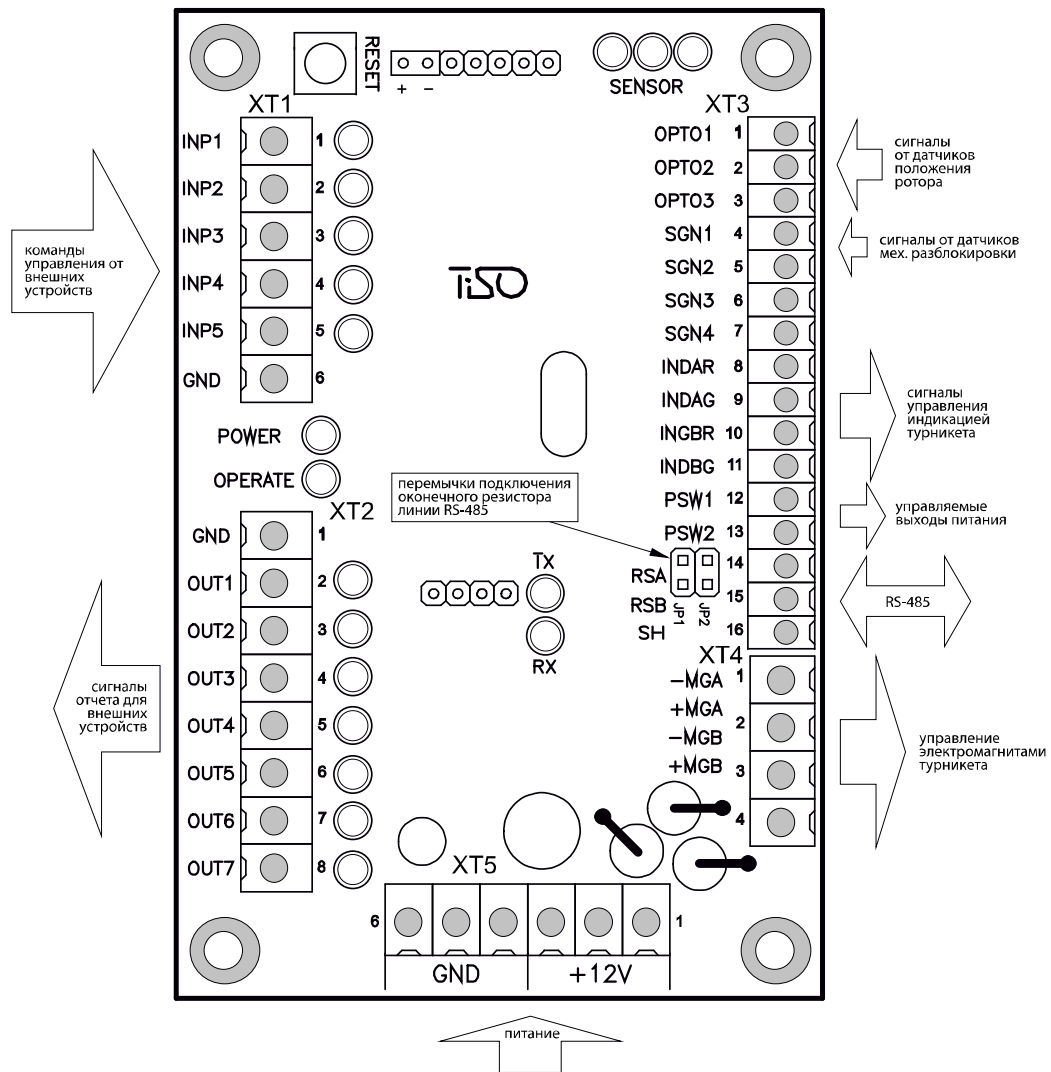 RESET
+ −
SENSOR
XT1
INP1 1
INP2 2
INP3 3
INP4 4
INP5 5
GND 6
команды
управления от
внешних
устройств
TiSO
XT3
OPTO1 1
OPTO2 2
OPTO3 3
SGN1 4
SGN2 5
SGN3 6
SGN4 7
INDAR 8
INDAG 9
INGBR 10
INDBG 11
PSW1 12
PSW2 13
14
RSA
15
RSB
16
SH
JP1
JP2
сигналы
от датчиков
положения
ротора
сигналы от датчиков
мех. разблокировки
сигналы
управления
индикацией
турникета
управляемые
выходы питания
RS-485
POWER
OPERATE
перемычки подключения
оконечного резистора
линии RS-485
XT2
GND 1
OUT1 2
OUT2 3
OUT3 4
OUT4 5
OUT5 6
OUT6 7
OUT7 8
сигналы
отчета для
внешних
устройств
TX
RX
XT4
−MGA 1
+MGA
2
−MGB
+MGB 3
4
управление
электромагнитами
турникета
XT5
6 1
GND +12V
питание